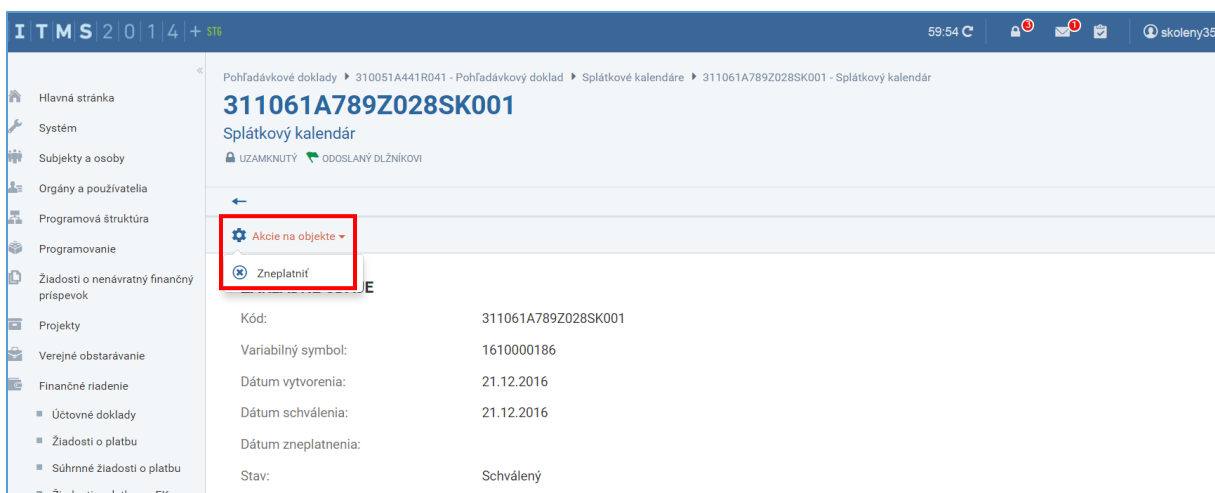 ITMS2014+ STG
59:54
3
1
skoleny35
Pohľadávkové doklady 310051A441R041 - Pohľadávkový doklad Splátkové kalendáre 311061A789Z028SK001 - Splátkový kalendár
311061A789Z028SK001
Splátkový kalendár
UZAMKNUTÝ ODOSLANÝ DLŽNÍKOVI
Hlavná stránka
Systém
Subjekty a osoby
Orgány a používatelia
Programová štruktúra
Programovanie
Žiadosti o nenávratný finančný
príspevok
Projekty
Verejné obstarávanie
Finančné riadenie
Účtovné doklady
Žiadosti o platbu
Súhrnné žiadosti o platbu
Akcie na objekte
Zneplatniť
Kód: 311061A789Z028SK001
Variabilný symbol: 1610000186
Dátum vytvorenia: 21.12.2016
Dátum schválenia: 21.12.2016
Dátum zneplatnenia:
Stav: Schválený